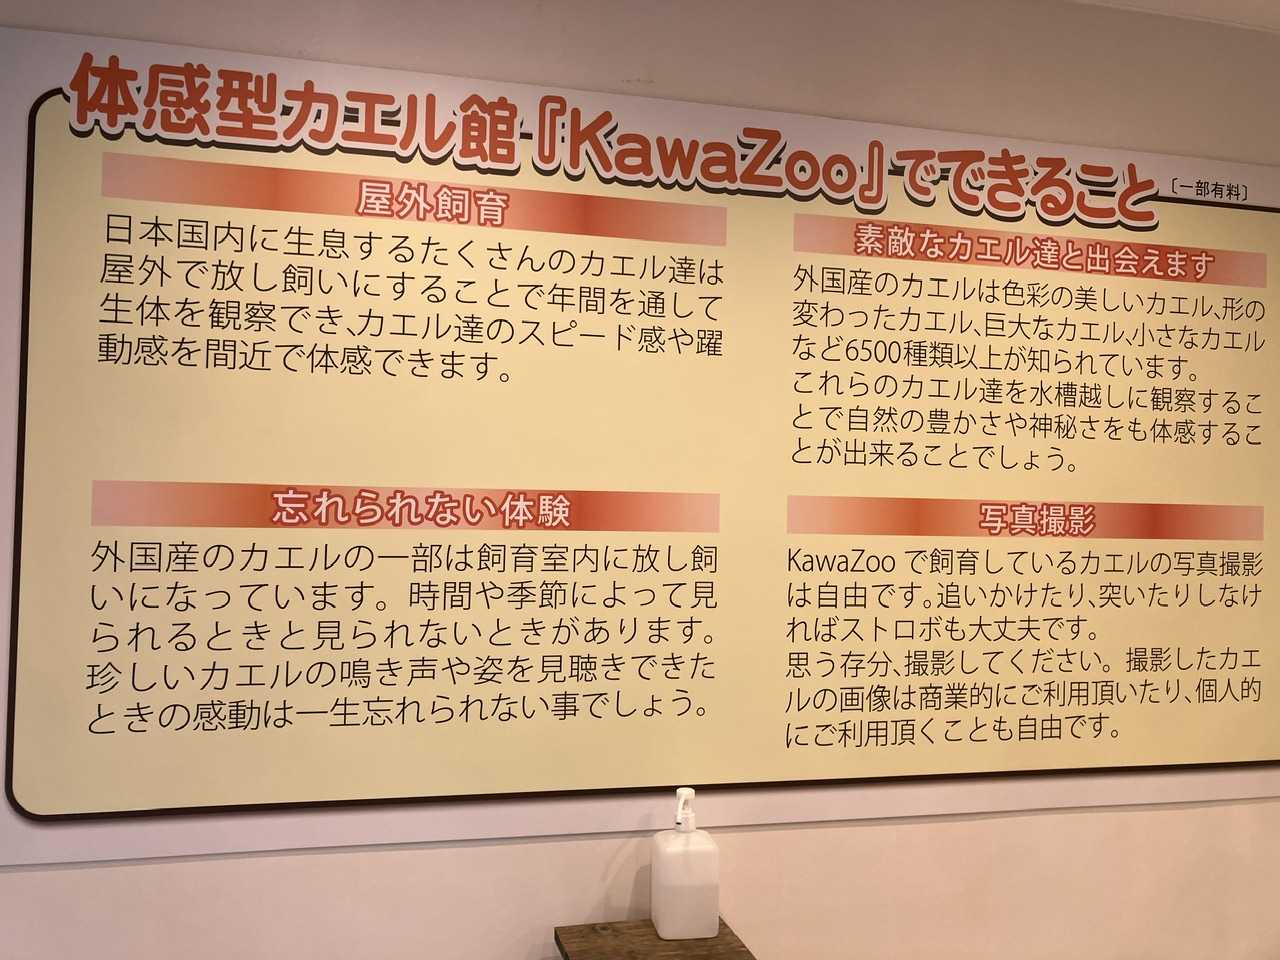 体感型カエル館『KawaZoo』でできること
〔一部有料〕
屋外飼育
日本国内に生息するたくさんのカエル達は
屋外で放し飼いにすることで年間を通して
生体を観察でき、カエル達のスピード感や躍
動感を間近で体感できます。
素敵なカエル達と出会えます
外国産のカエルは色彩の美しいカエル、形の
変わったカエル、巨大なカエル、小さなカエル
など6500種類以上が知られています。
これらのカエル達を水槽越しに観察するこ
とで自然の豊かさや神秘さをも体感するこ
とが出来ることでしょう。
忘れられない体験
外国産のカエルの一部は飼育室内に放し飼
いになっています。時間や季節によって見
られるときと見られないときがあります。
珍しいカエルの鳴き声や姿を見聴きできた
ときの感動は一生忘れられない事でしょう。
写真撮影
KawaZoo で飼育しているカエルの写真撮影
は自由です。追いかけたり、突いたりしなけ
ればストロボも大丈夫です。
思う存分、撮影してください。撮影したカエ
ルの画像は商業的にご利用頂いたり、個人的
にご利用頂くことも自由です。